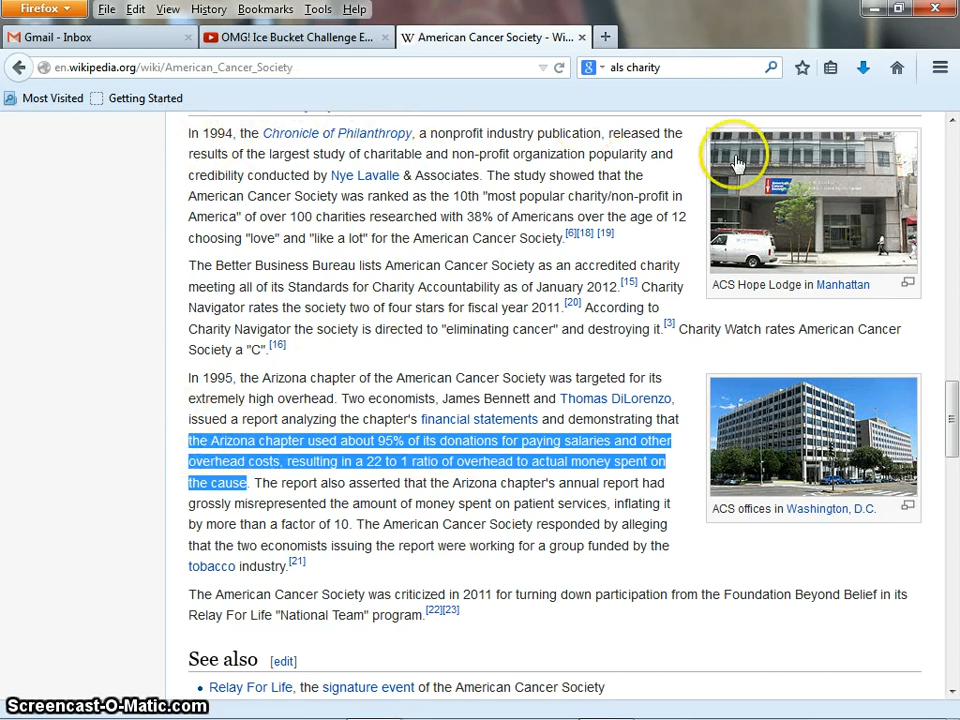 Firefox File Edit View History Bookmarks Tools Help
Gmail - Inbox OMG! Ice Bucket Challenge E... W American Cancer Society - Wi...
en.wikipedia.org/wiki/American_Cancer_Society 8 als charity
Most Visited Getting Started
In 1994, the Chronicle of Philanthropy, a nonprofit industry publication, released the
results of the largest study of charitable and non-profit organization popularity and
credibility conducted by Nye Lavalle & Associates. The study showed that the
American Cancer Society was ranked as the 10th "most popular charity/non-profit in
America" of over 100 charities researched with 38% of Americans over the age of 12
choosing "love" and "like a lot" for the American Cancer Society.[6][18] [19]
ACS Hope Lodge in Manhattan
The Better Business Bureau lists American Cancer Society as an accredited charity
meeting all of its Standards for Charity Accountability as of January 2012.[15] Charity
Navigator rates the society two of four stars for fiscal year 2011.[20] According to
Charity Navigator the society is directed to "eliminating cancer" and destroying it.[3] Charity Watch rates American Cancer
Society a "C".[16]
In 1995, the Arizona chapter of the American Cancer Society was targeted for its
extremely high overhead. Two economists, James Bennett and Thomas DiLorenzo,
issued a report analyzing the chapter's financial statements and demonstrating that
the Arizona chapter used about 95% of its donations for paying salaries and other
overhead costs, resulting in a 22 to 1 ratio of overhead to actual money spent on
the cause. The report also asserted that the Arizona chapter's annual report had
grossly misrepresented the amount of money spent on patient services, inflating it
by more than a factor of 10. The American Cancer Society responded by alleging
that the two economists issuing the report were working for a group funded by the
tobacco industry.[21]
ACS offices in Washington, D.C.
The American Cancer Society was criticized in 2011 for turning down participation from the Foundation Beyond Belief in its
Relay For Life "National Team" program.[22][23]
See also [edit]
Relay For Life, the signature event of the American Cancer Society
Screencast-O-Matic.com